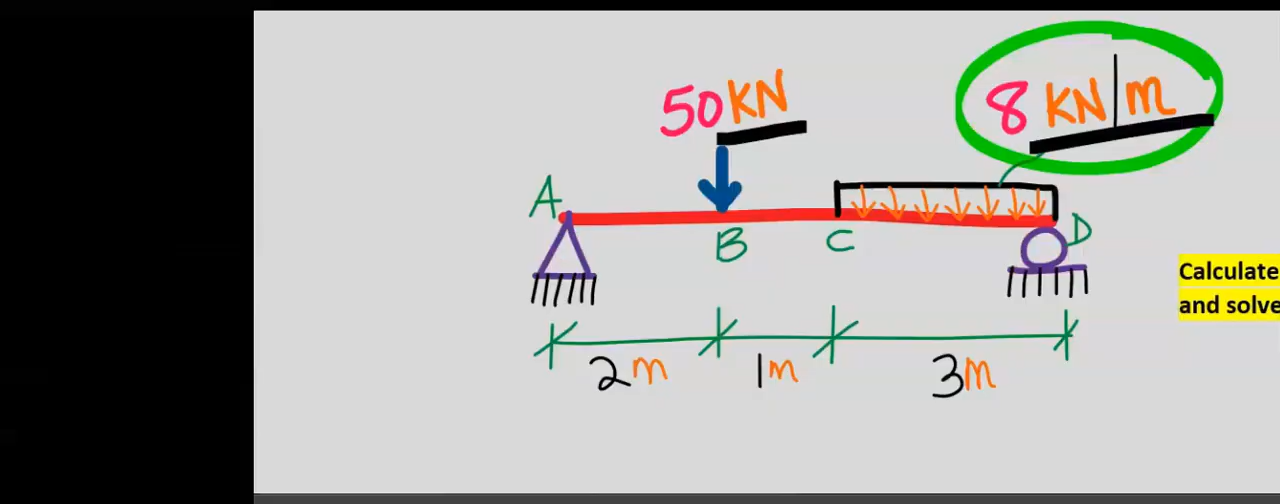 50KN
8 KN/m
A
B
C
D
Calculate
and solve
2m
1m
3m